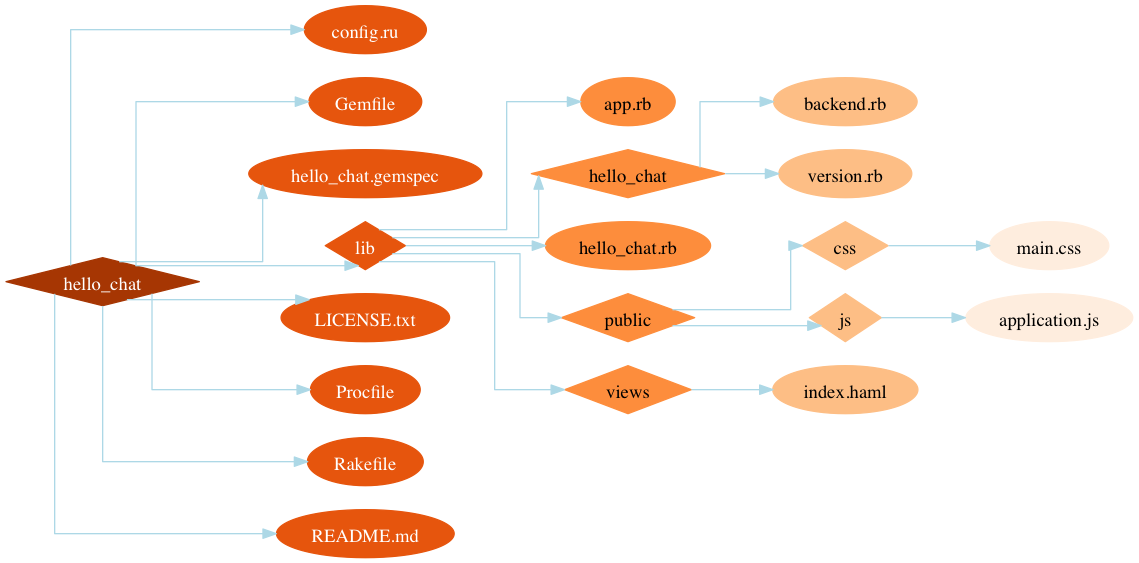 config.ru
Gemfile
app.rb
backend.rb
hello_chat.gemspec
hello_chat
version.rb
lib
hello_chat.rb
css
main.css
hello_chat
LICENSE.txt
public
js
application.js
Procfile
views
index.haml
Rakefile
README.md